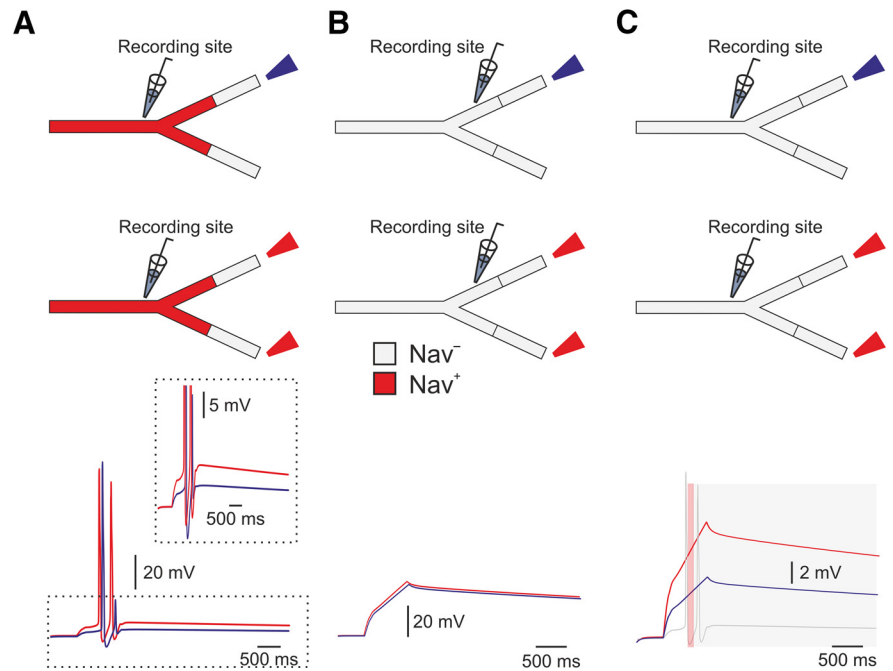 A
B
C
Recording site
Recording site
Recording site
Recording site
Recording site
Recording site
Nav⁻
Nav⁺
5 mV
500 ms
20 mV
500 ms
20 mV
500 ms
2 mV
500 ms